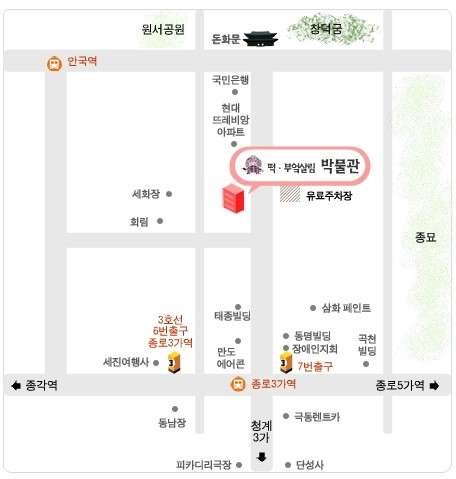 원서공원
돈화문
창덕궁
안국역
국민은행
현대
뜨레비앙
아파트
떡·부엌살림 박물관
세화장
유료주차장
회림
종묘
태종빌딩
삼화 페인트
3호선
6번출구
종로3가역
동명빌딩
장애인지회
곡천
빌딩
만도
에어콘
세진여행사
3
3
7번출구
종각역
종로3가역
종로5가역
동남장
극동렌트카
청계
3가
피카디리극장
단성사